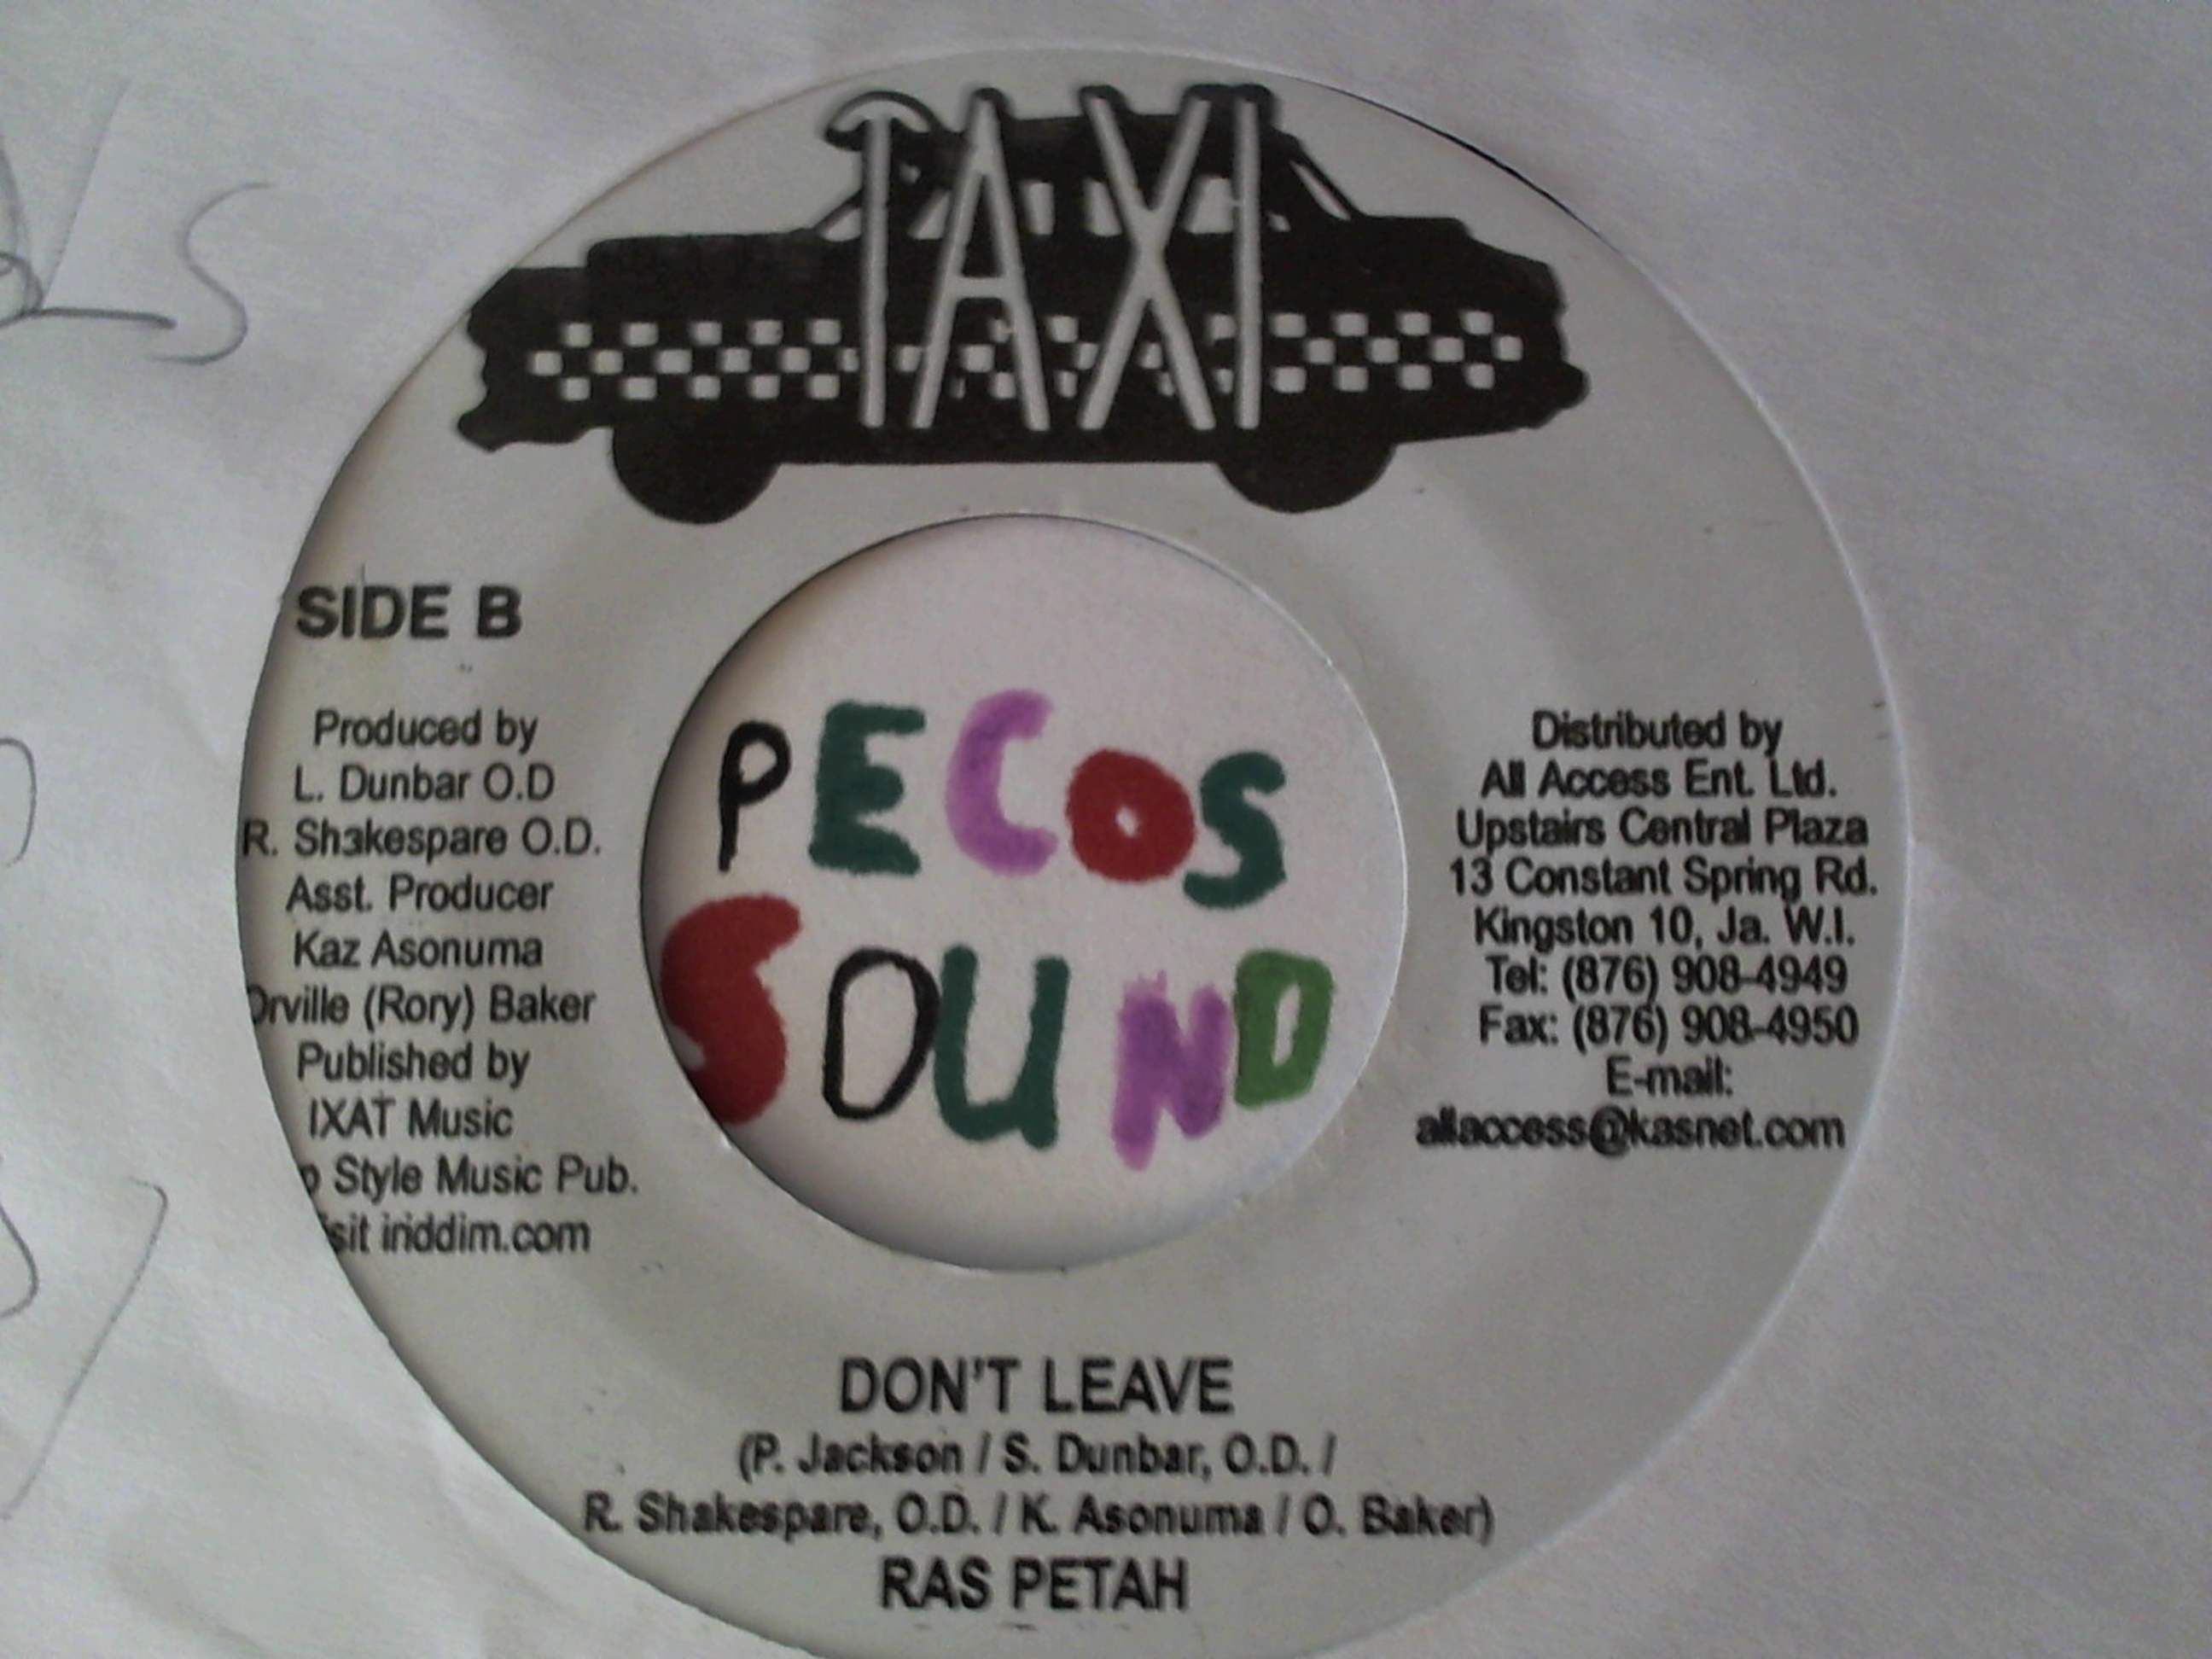 TAXI
SIDE B
Produced by
L. Dunbar O.D
R. Shakespare O.D.
Asst. Producer
Kaz Asonuma
Orville (Rory) Baker
Published by
IXAT Music
Style Music Pub.
iriddim.com
PECOS
SOUND
Distributed by
All Access Ent. Ltd.
Upstairs Central Plaza
13 Constant Spring Rd.
Kingston 10, Ja. W.I.
Tel: (876) 908-4949
Fax: (876) 908-4950
E-mail:
allaccess@kasnet.com
DON'T LEAVE
(P. Jackson / S. Dunbar, O.D. /
R. Shakespare, O.D. / K. Asonuma / O. Baker)
RAS PETAH